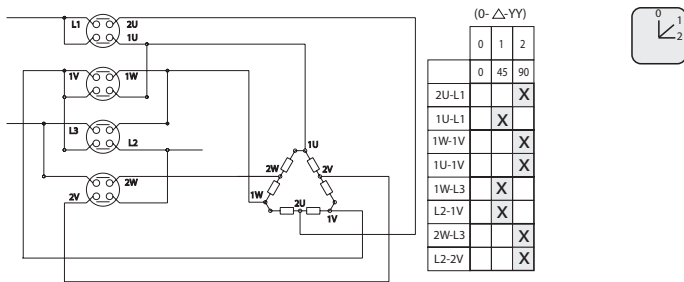 (0-△-YY)
0 1 2
0 45 90
2U-L1 X
1U-L1 X
1W-1V X
1U-1V X
1W-L3 X
L2-1V X
2W-L3 X
L2-2V X
0
1
2
L1 2U
1U
1V 1W
L3
L2
2V 2W
1U
2W 2V
1W
2U
1V